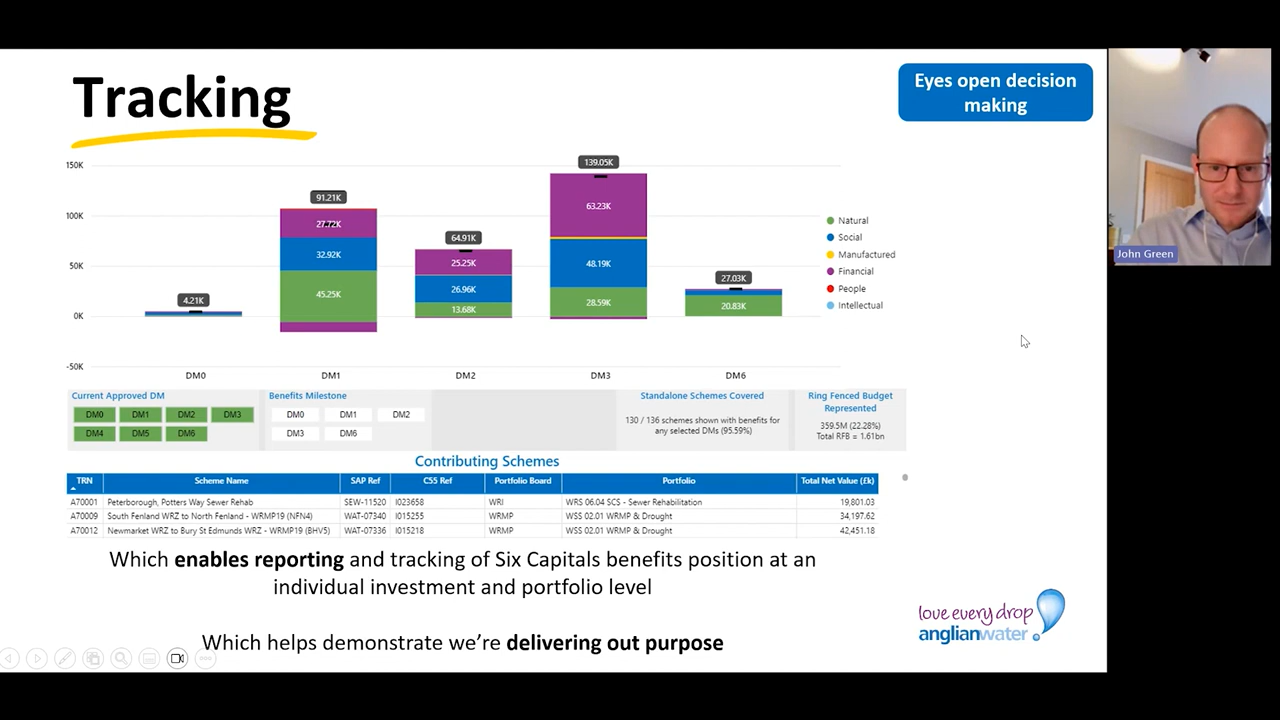 Tracking
Eyes open decision
making
150K
100K
50K
0K
-50K
4.21K
91.21K
27.72K
32.92K
45.25K
64.91K
25.25K
26.96K
13.68K
139.05K
63.23K
48.19K
28.59K
27.03K
20.83K
DM0 DM1 DM2 DM3 DM6
Natural
Social
Manufactured
Financial
People
Intellectual
John Green
Current Approved DM
DM0 DM1 DM2 DM3
DM4 DM5 DM6
Benefits Milestone
DM0 DM1 DM2
DM3 DM6
Standalone Schemes Covered
130 / 136 schemes shown with benefits for
any selected DMs (95.59%)
Ring Fenced Budget
Represented
359.5M (22.28%)
Total RFB = 1.61bn
Contributing Schemes
TRN Scheme Name SAP Ref C55 Ref Portfolio Board Portfolio Total Net Value (£k)
A70001 Peterborough, Potters Way Sewer Rehab SEW-11520 I023658 WRI WRS 06.04 SCS - Sewer Rehabilitation 19,801.03
A70009 South Fenland WRZ to North Fenland - WRMP19 (NFN4) WAT-07340 I015255 WRMP WSS 02.01 WRMP & Drought 34,197.62
A70012 Newmarket WRZ to Bury St Edmunds WRZ - WRMP19 (BHV5) WAT-07336 I015218 WRMP WSS 02.01 WRMP & Drought 42,451.18
Which enables reporting and tracking of Six Capitals benefits position at an
individual investment and portfolio level
Which helps demonstrate we're delivering out purpose
love every drop
anglianwater